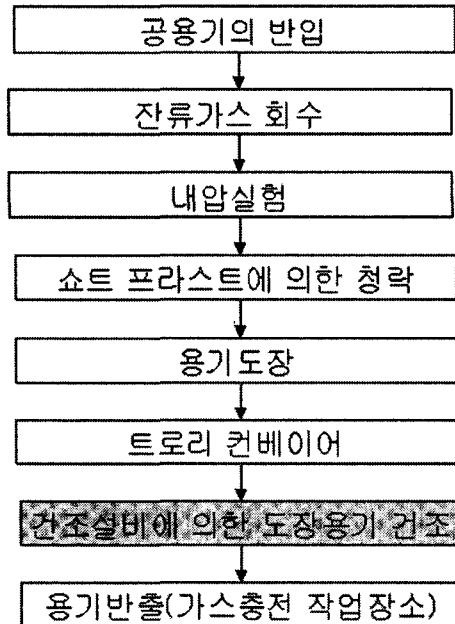 공용기의 반입
잔류가스 회수
내압실험
쇼트 프라스트에 의한 청락
용기도장
트로리 컨베이어
건조설비에 의한 도장용기 건조
용기반출(가스충전 작업장소)